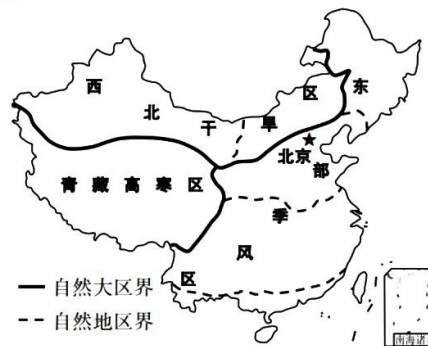 西北干旱区
东部季风区
北京
青藏高寒区
自然大区界
自然地区界
南海诸